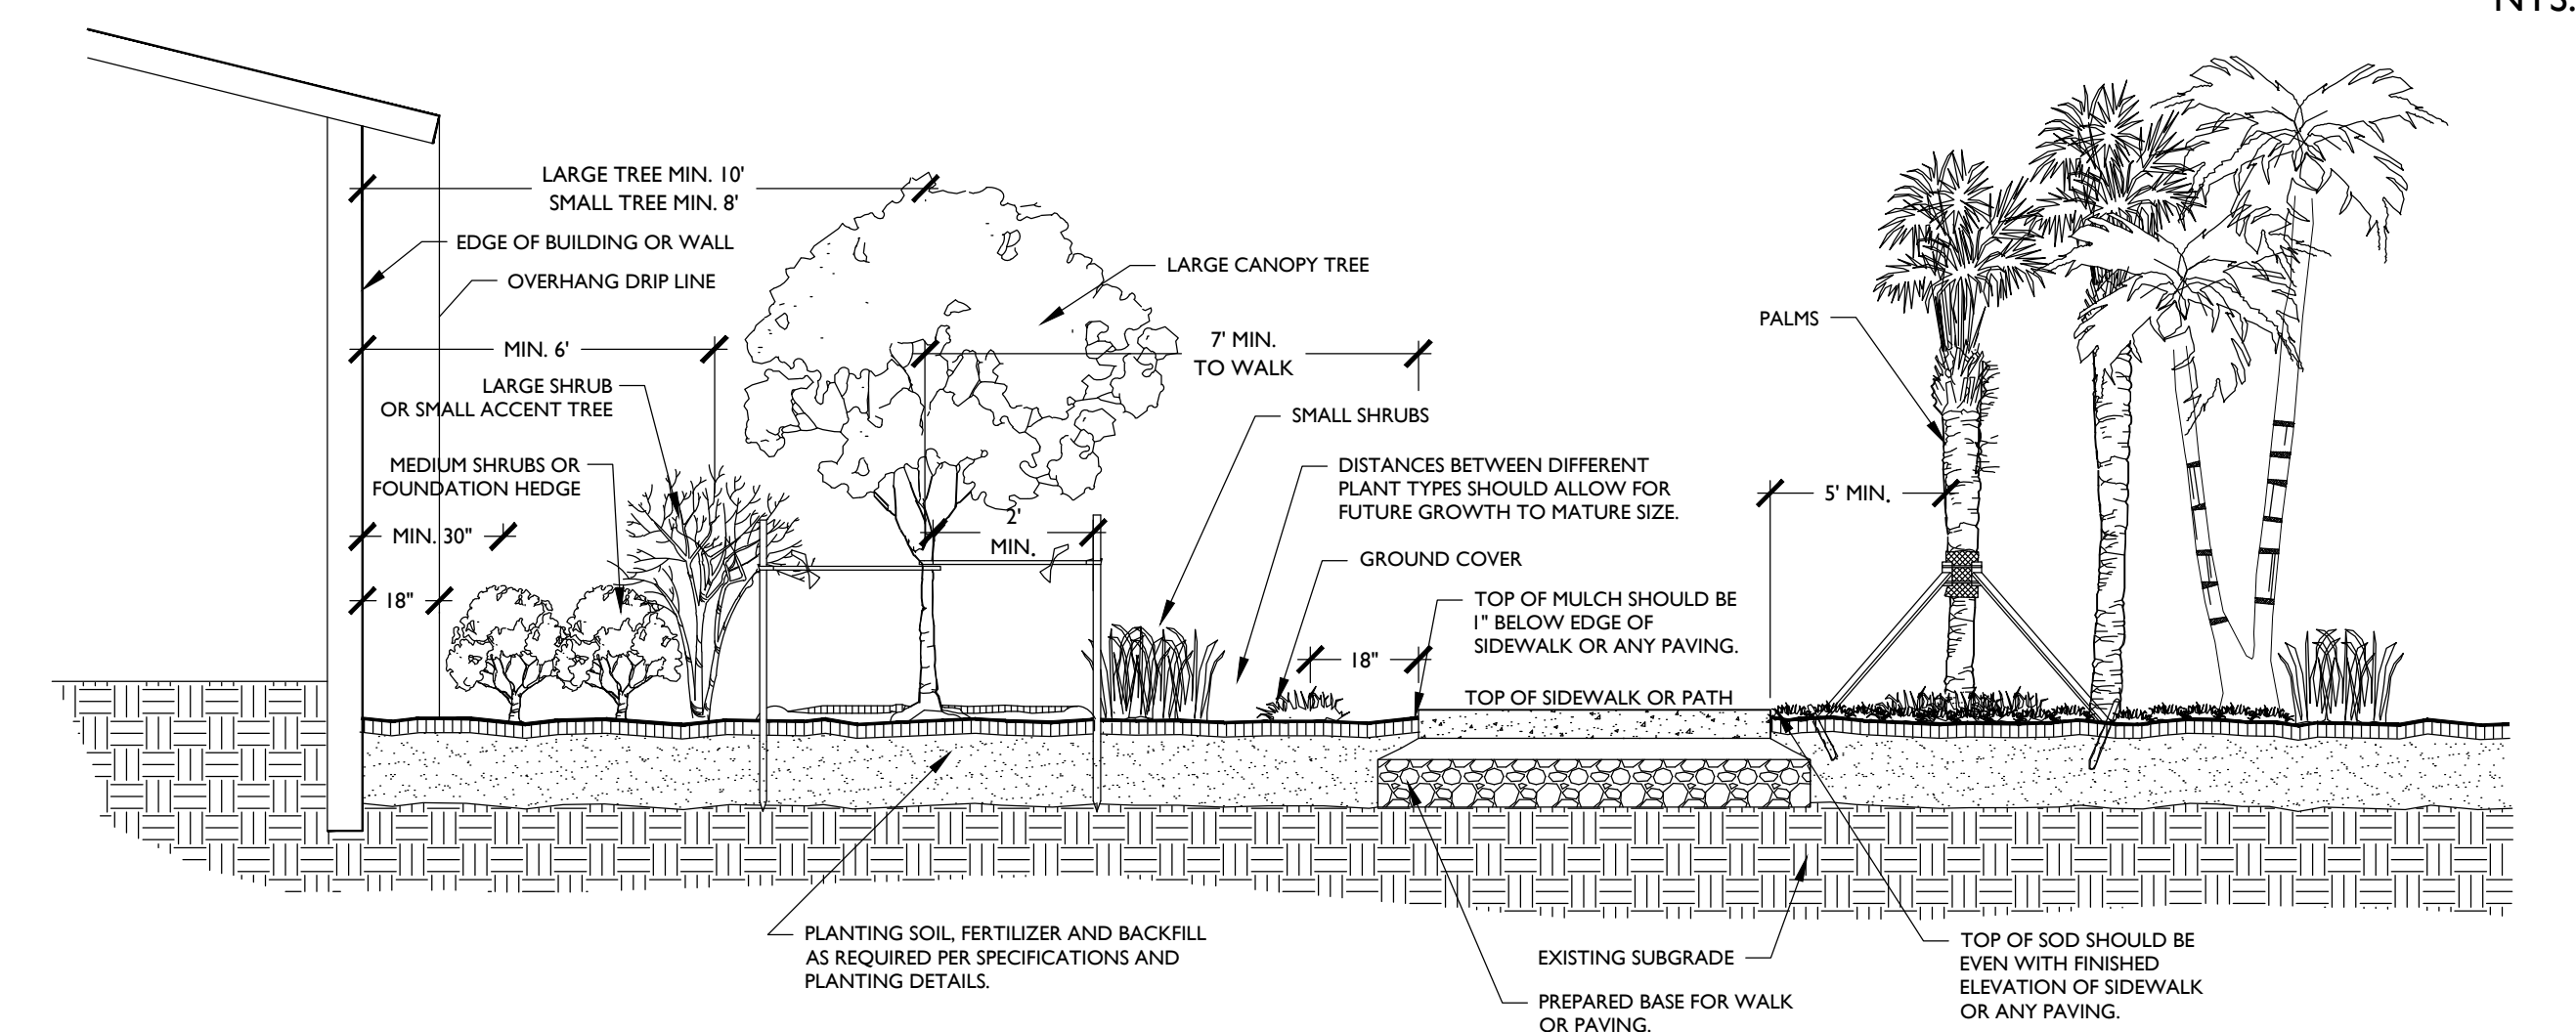 NTS.
LARGE TREE MIN. 10'
SMALL TREE MIN. 8'
EDGE OF BUILDING OR WALL
OVERHANG DRIP LINE
LARGE CANOPY TREE
MIN. 6'
7' MIN.
TO WALK
PALMS
LARGE SHRUB
OR SMALL ACCENT TREE
SMALL SHRUBS
MEDIUM SHRUBS OR
FOUNDATION HEDGE
DISTANCES BETWEEN DIFFERENT
PLANT TYPES SHOULD ALLOW FOR
FUTURE GROWTH TO MATURE SIZE.
5' MIN.
MIN. 30"
2'
MIN.
GROUND COVER
18"
TOP OF MULCH SHOULD BE
1" BELOW EDGE OF
SIDEWALK OR ANY PAVING.
18"
TOP OF SIDEWALK OR PATH
PLANTING SOIL, FERTILIZER AND BACKFILL
AS REQUIRED PER SPECIFICATIONS AND
PLANTING DETAILS.
EXISTING SUBGRADE
PREPARED BASE FOR WALK
OR PAVING.
TOP OF SOD SHOULD BE
EVEN WITH FINISHED
ELEVATION OF SIDEWALK
OR ANY PAVING.